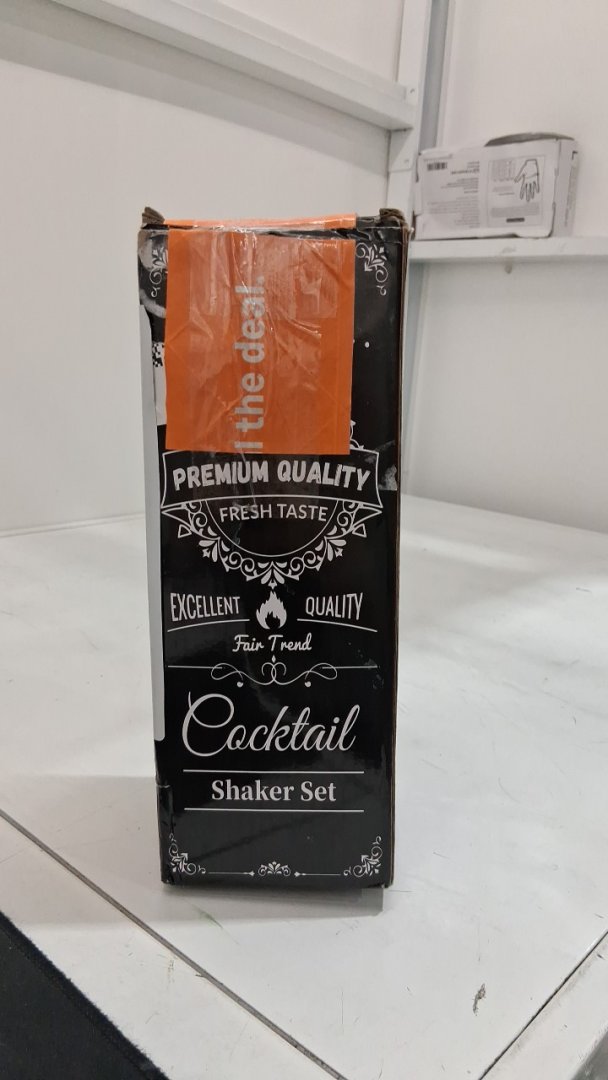 the deal.
PREMIUM QUALITY
FRESH TASTE
EXCELLENT QUALITY
Fair Trend
Cocktail
Shaker Set